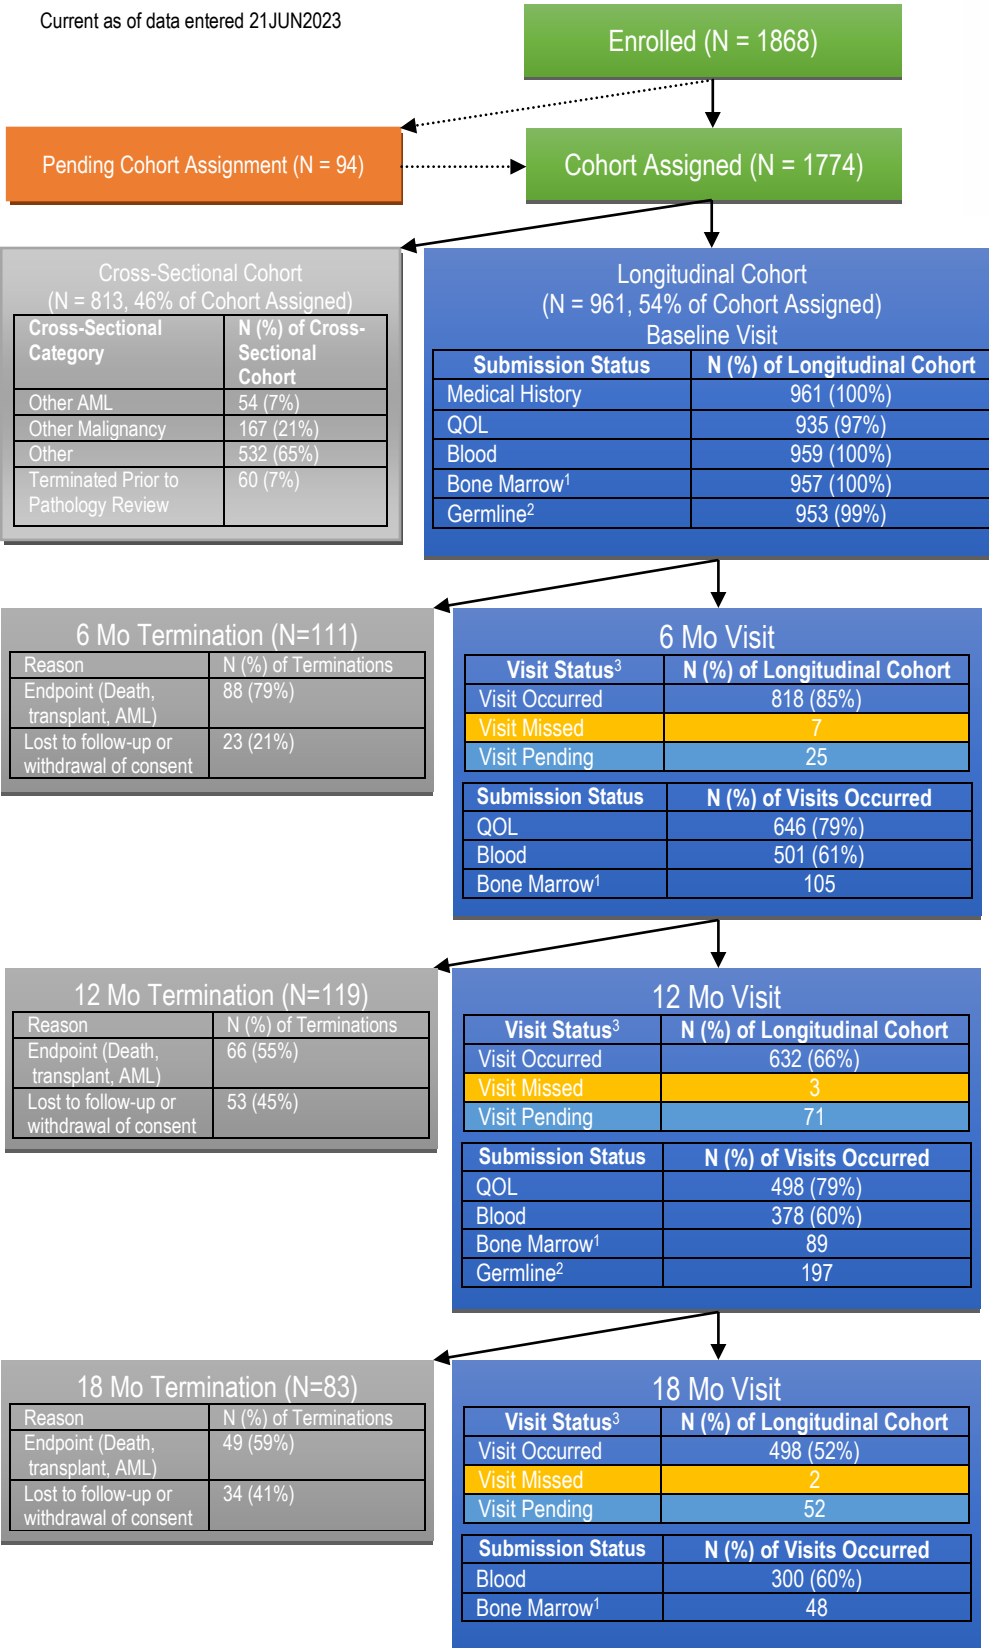 Current as of data entered 21JUN2023
Enrolled (N = 1868)
Pending Cohort Assignment (N = 94)
Cohort Assigned (N = 1774)
Cross-Sectional Cohort
(N = 813, 46% of Cohort Assigned)
Cross-Sectional Category N (%) of Cross-Sectional Cohort
Other AML 54 (7%)
Other Malignancy 167 (21%)
Other 532 (65%)
Terminated Prior to Pathology Review 60 (7%)
Longitudinal Cohort
(N = 961, 54% of Cohort Assigned)
Baseline Visit
Submission Status N (%) of Longitudinal Cohort
Medical History 961 (100%)
QOL 935 (97%)
Blood 959 (100%)
Bone Marrow1 957 (100%)
Germline2 953 (99%)
6 Mo Termination (N=111)
Reason N (%) of Terminations
Endpoint (Death, transplant, AML) 88 (79%)
Lost to follow-up or withdrawal of consent 23 (21%)
6 Mo Visit
Visit Status3 N (%) of Longitudinal Cohort
Visit Occurred 818 (85%)
Visit Missed 7
Visit Pending 25
Submission Status N (%) of Visits Occurred
QOL 646 (79%)
Blood 501 (61%)
Bone Marrow1 105
12 Mo Termination (N=119)
Reason N (%) of Terminations
Endpoint (Death, transplant, AML) 66 (55%)
Lost to follow-up or withdrawal of consent 53 (45%)
12 Mo Visit
Visit Status3 N (%) of Longitudinal Cohort
Visit Occurred 632 (66%)
Visit Missed 3
Visit Pending 71
Submission Status N (%) of Visits Occurred
QOL 498 (79%)
Blood 378 (60%)
Bone Marrow1 89
Germline2 197
18 Mo Termination (N=83)
Reason N (%) of Terminations
Endpoint (Death, transplant, AML) 49 (59%)
Lost to follow-up or withdrawal of consent 34 (41%)
18 Mo Visit
Visit Status3 N (%) of Longitudinal Cohort
Visit Occurred 498 (52%)
Visit Missed 2
Visit Pending 52
Submission Status N (%) of Visits Occurred
Blood 300 (60%)
Bone Marrow1 48